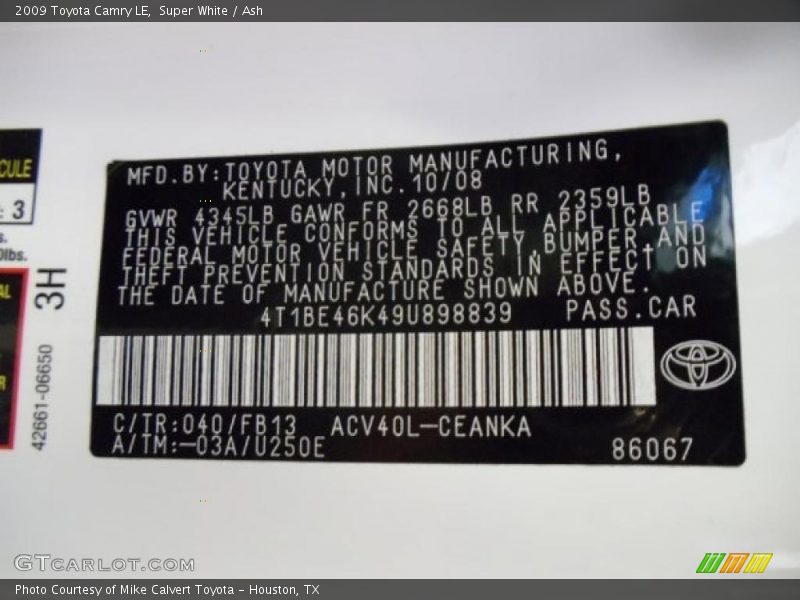 2009 Toyota Camry LE,  Super White / Ash
CULE
: 3
s.
0lbs.
AL
R
3H
42661-06650
MFD.BY:TOYOTA MOTOR MANUFACTURING,
KENTUCKY,INC.10/08
GVWR 4345LB GAWR FR 2668LB RR 2359LB
THIS VEHICLE CONFORMS TO ALL APPLICABLE
FEDERAL MOTOR VEHICLE SAFETY,BUMPER,AND
THEFT PREVENTION STANDARDS IN EFFECT ON
THE DATE OF MANUFACTURE SHOWN ABOVE.
4T1BE46K49U898839 PASS.CAR
C/TR:040/FB13 ACV40L-CEANKA
A/TM:-03A/U250E
86067
GTCARLOT.COM
Photo Courtesy of Mike Calvert Toyota - Houston, TX